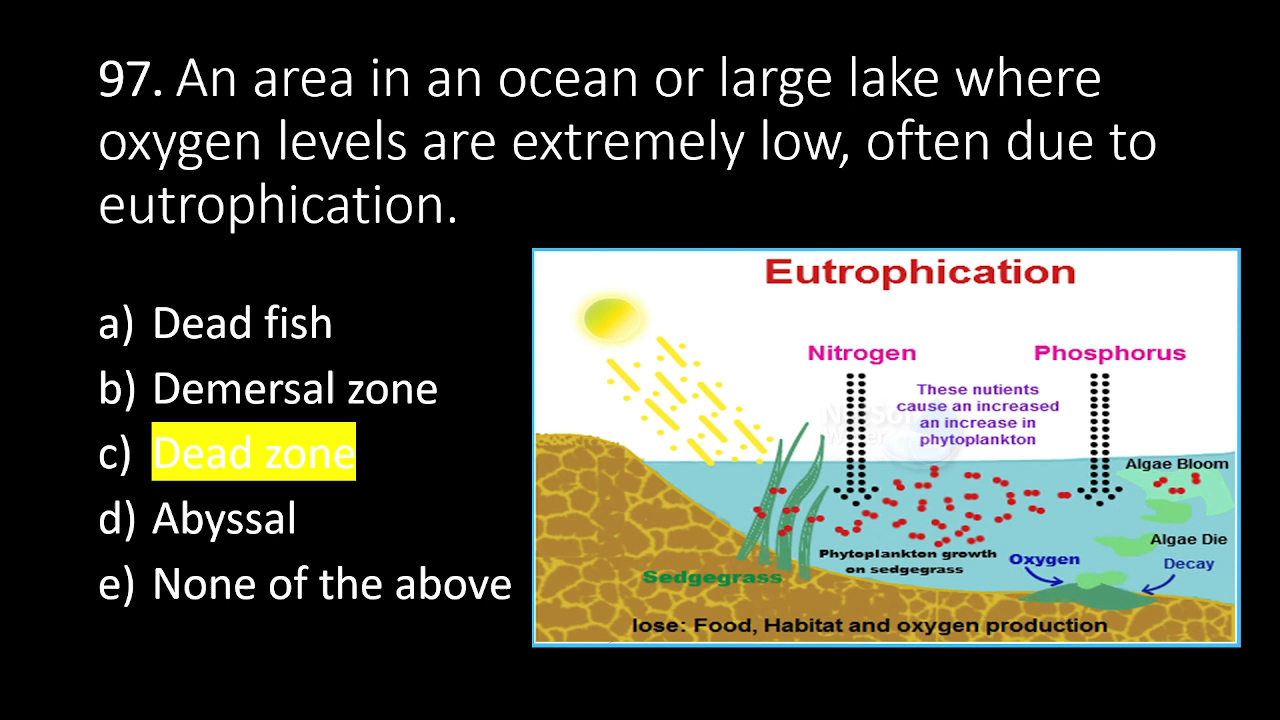 97. An area in an ocean or large lake where
oxygen levels are extremely low, often due to
eutrophication.
a) Dead fish
b) Demersal zone
c) Dead zone
d) Abyssal
e) None of the above
Eutrophication
Nitrogen
Phosphorus
These nutients
cause an increased
an increase in
phytoplankton
Water
Algae Bloom
Algae Die
Phytoplankton growth
on sedgegrass
Oxygen
Decay
Sedgegrass
lose: Food, Habitat and oxygen production